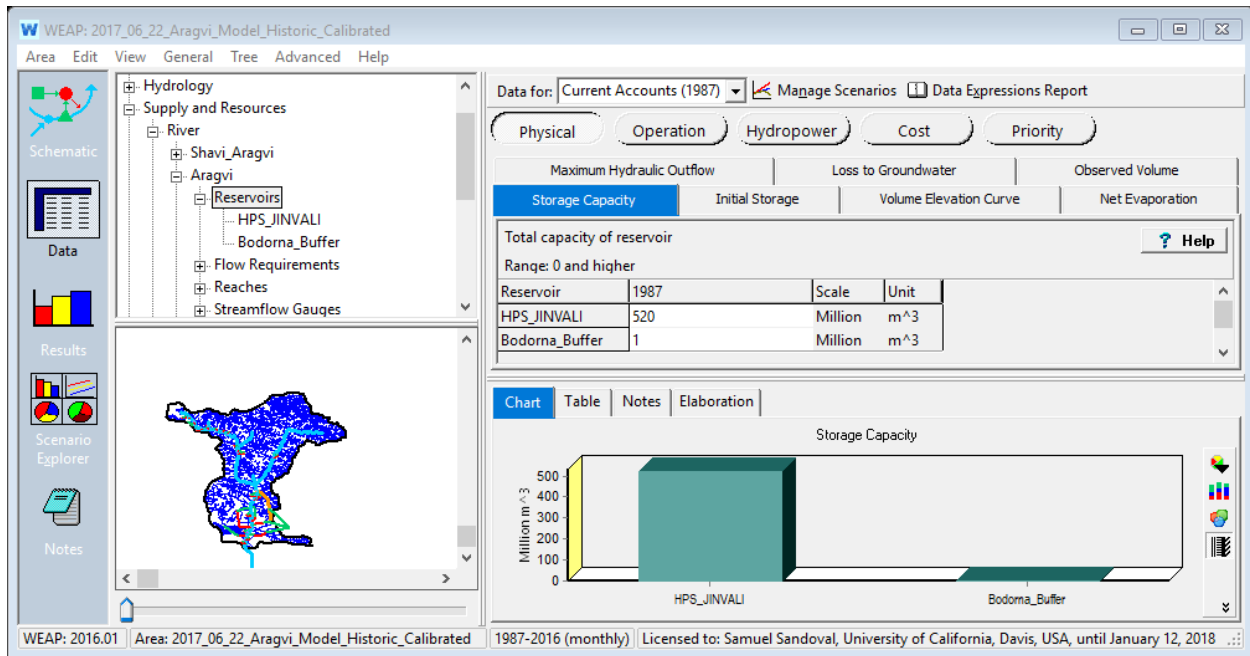 WEAP: 2017_06_22_Aragvi_Model_Historic_Calibrated
Area Edit View General Tree Advanced Help
Schematic
Data
Results
Scenario
Explorer
Notes
Hydrology
Supply and Resources
River
Shavi_Aragvi
Aragvi
Reservoirs
HPS_JINVALI
Bodorna_Buffer
Flow Requirements
Reaches
Streamflow Gauges
Data for: Current Accounts (1987) Manage Scenarios Data Expressions Report
Physical Operation Hydropower Cost Priority
Maximum Hydraulic Outflow Loss to Groundwater Observed Volume
Storage Capacity Initial Storage Volume Elevation Curve Net Evaporation
Total capacity of reservoir
? Help
Range: 0 and higher
Reservoir 1987 Scale Unit
HPS_JINVALI 520 Million m^3
Bodorna_Buffer 1 Million m^3
Chart Table Notes Elaboration
Storage Capacity
Million m^3
500
400
300
200
100
0
HPS_JINVALI Bodorna_Buffer
WEAP: 2016.01 Area: 2017_06_22_Aragvi_Model_Historic_Calibrated 1987-2016 (monthly) Licensed to: Samuel Sandoval, University of California, Davis, USA, until January 12, 2018